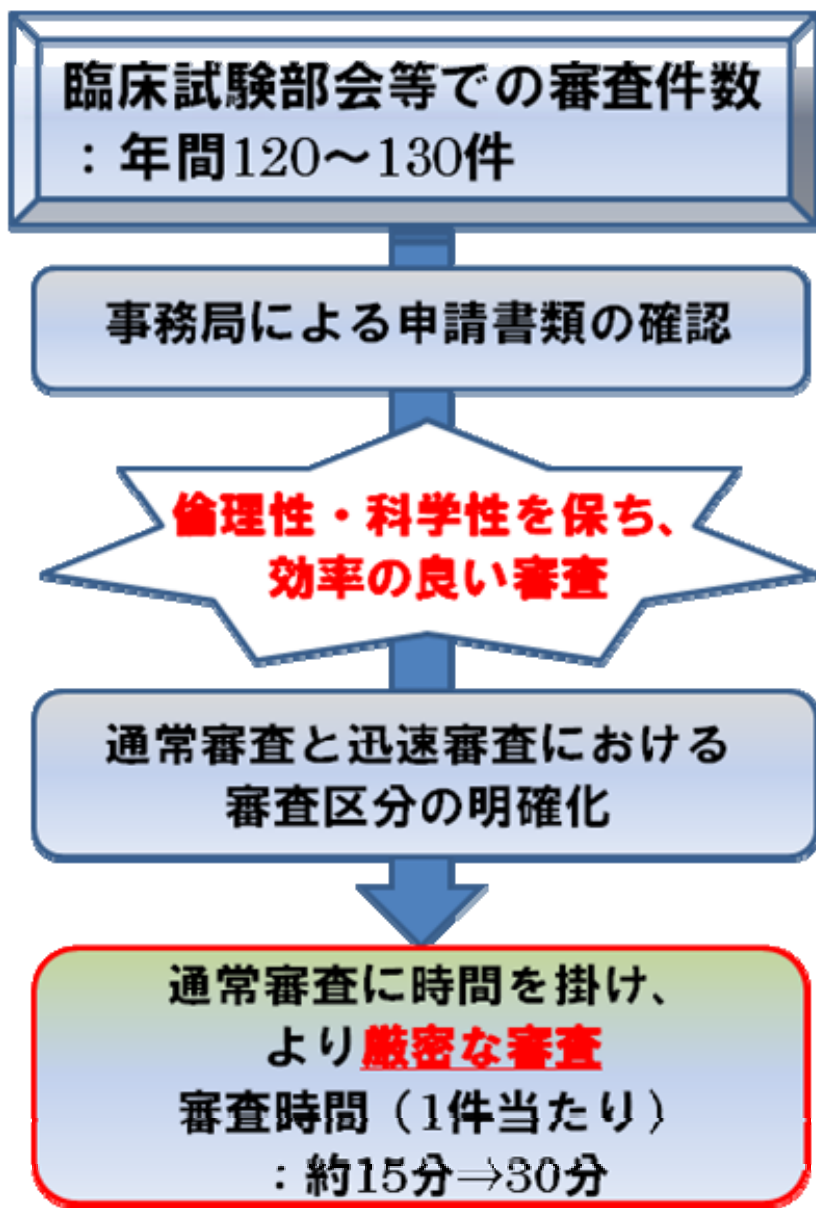 臨床試験部会等での審査件数
：年間120～130件
事務局による申請書類の確認
倫理性・科学性を保ち、
効率の良い審査
通常審査と迅速審査における
審査区分の明確化
通常審査に時間を掛け、
より厳密な審査
審査時間（1件当たり）
：約15分⇒30分